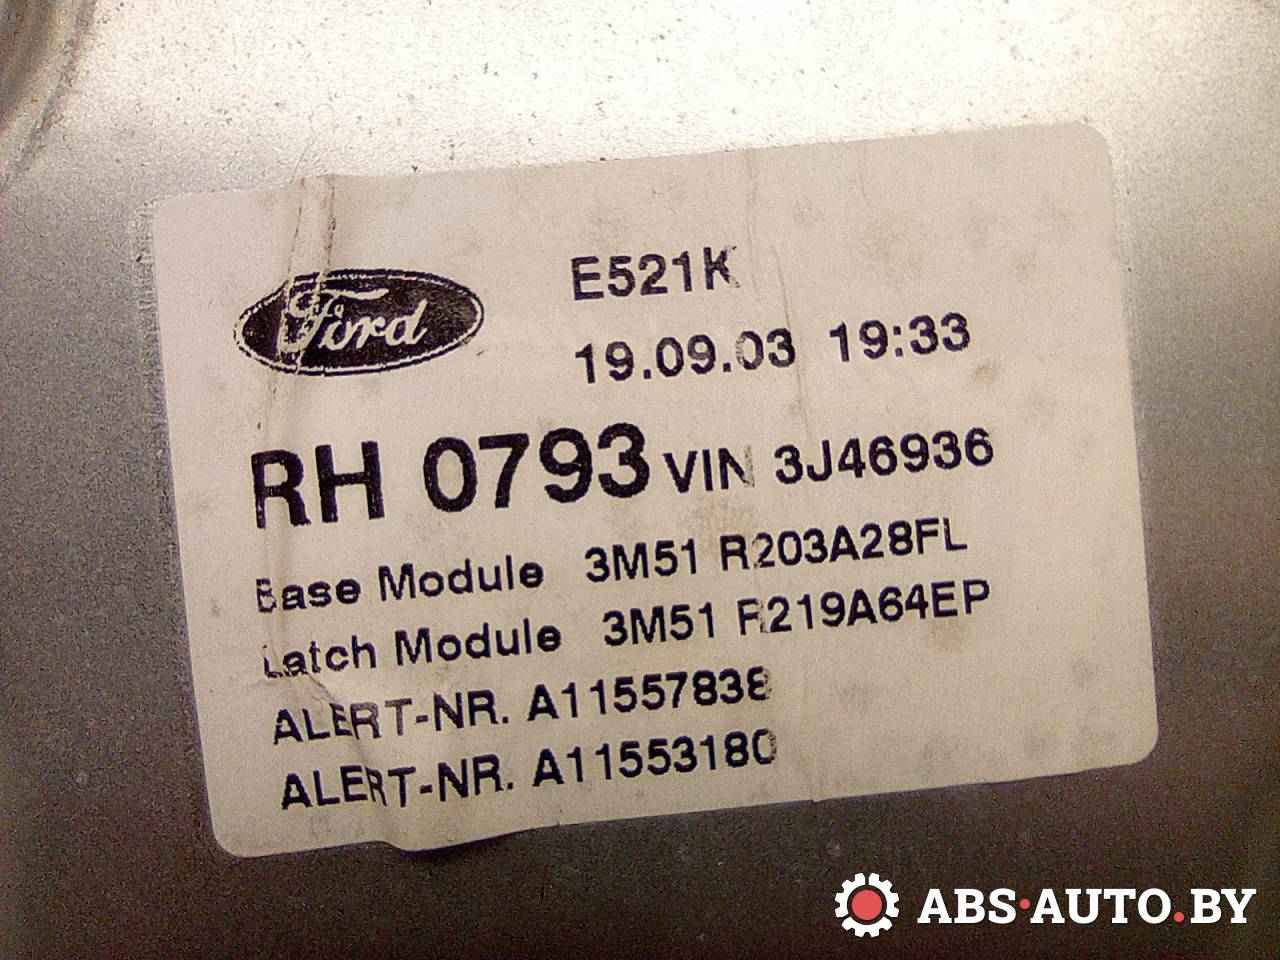 Ford
E521K
19.09.03 19:33
RH 0793 VIN 3J46936
Base Module 3M51 R203A28FL
Latch Module 3M51 R219A64EP
ALERT-NR. A11557838
ALERT-NR. A11553180
ABS·AUTO.BY